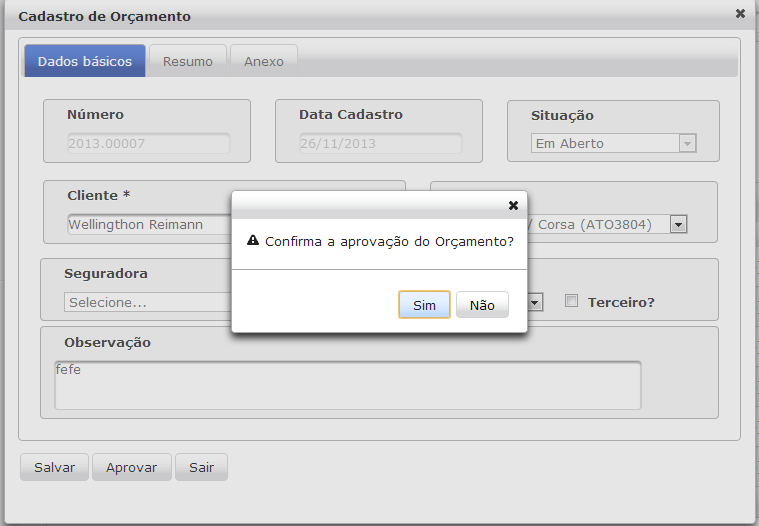 Cadastro de Orçamento
Dados básicos Resumo Anexo
Número Data Cadastro Situação
2013.00007 26/11/2013 Em Aberto
Cliente *
Wellingthon Reimann / Corsa (ATO3804)
Confirma a aprovação do Orçamento?
Sim Não
Seguradora
Selecione... Terceiro?
Observação
fefe
Salvar Aprovar Sair